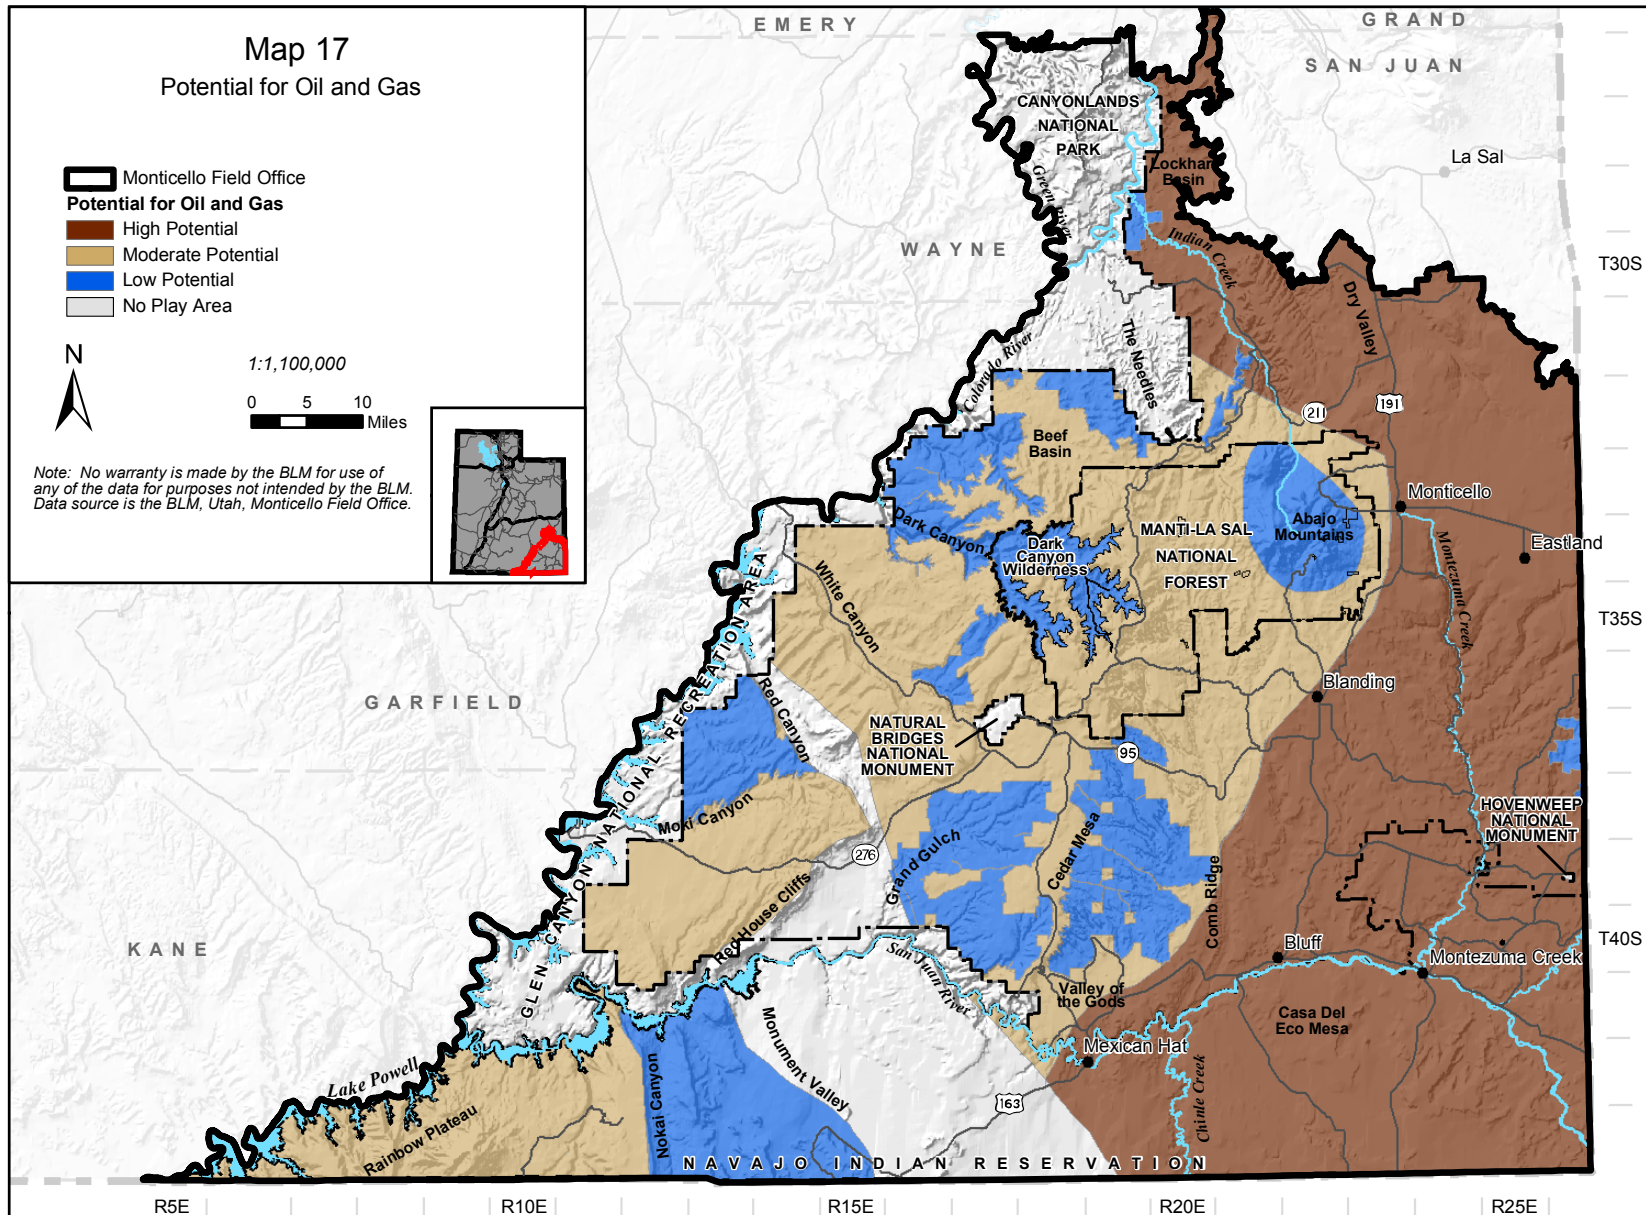 Map 17
Potential for Oil and Gas
Monticello Field Office
Potential for Oil and Gas
High Potential
Moderate Potential
Low Potential
No Play Area
N
1:1,100,000
0 5 10
Miles
Note: No warranty is made by the BLM for use of
any of the data for purposes not intended by the BLM.
Data source is the BLM, Utah, Monticello Field Office.
EMERY
GRAND
SAN JUAN
WAYNE
GARFIELD
KANE
CANYONLANDS
NATIONAL
PARK
Green River
Lockhart
Basin
La Sal
Indian Creek
Dry Valley
T30S
The Needles
Colorado River
211
191
Beef
Basin
Monticello
Dark Canyon
Dark
Canyon
Wilderness
MANTI-LA SAL
NATIONAL
FOREST
Abajo
Mountains
Eastland
Montezuma Creek
White Canyon
T35S
GLEN CANYON NATIONAL RECREATION AREA
Red Canyon
Blanding
NATURAL
BRIDGES
NATIONAL
MONUMENT
95
Moki Canyon
276
Grand Gulch
Cedar Mesa
Comb Ridge
HOVENWEEP
NATIONAL
MONUMENT
Red House Cliffs
San Juan River
Bluff
Montezuma Creek
T40S
Valley of
the Gods
Casa Del
Eco Mesa
Mexican Hat
Monument Valley
Nokai Canyon
Lake Powell
Rainbow Plateau
163
Chinle Creek
NAVAJO INDIAN RESERVATION
R5E
R10E
R15E
R20E
R25E